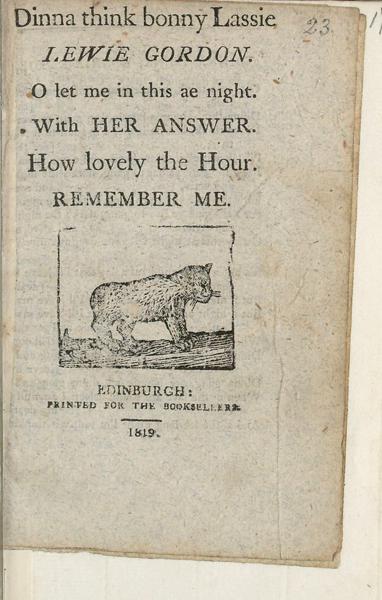 Dinna think bonny Lassie
LEWIE GORDON.
O let me in this ae night.
With HER ANSWER.
How lovely the Hour.
REMEMBER ME.
EDINBURGH:
PRINTED FOR THE BOOKSELLERS.
1819.
23.